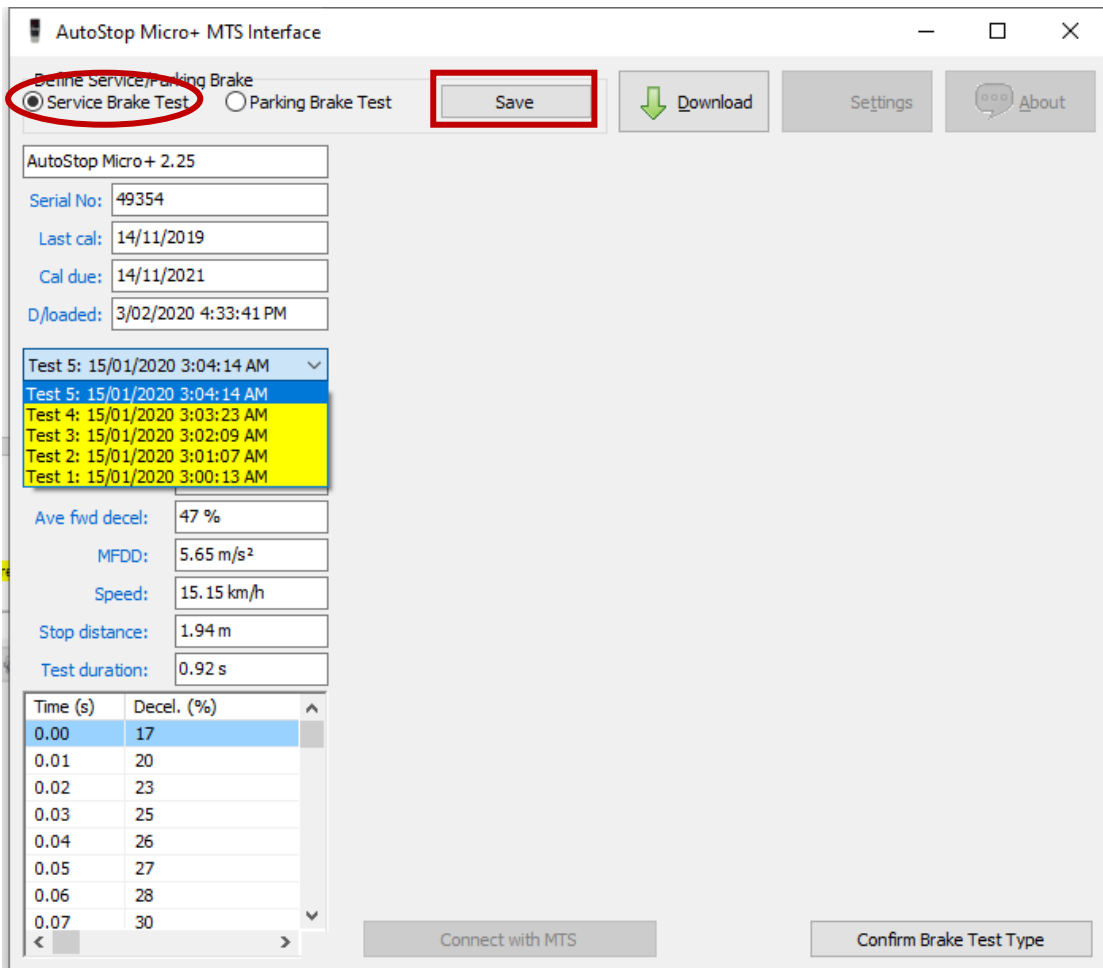 AutoStop Micro+ MTS Interface
Define Service/Parking Brake
Service Brake Test Parking Brake Test Save Download Settings About
AutoStop Micro+ 2.25
Serial No: 49354
Last cal: 14/11/2019
Cal due: 14/11/2021
D/loaded: 3/02/2020 4:33:41 PM
Test 5: 15/01/2020 3:04:14 AM
Test 5: 15/01/2020 3:04:14 AM
Test 4: 15/01/2020 3:03:23 AM
Test 3: 15/01/2020 3:02:09 AM
Test 2: 15/01/2020 3:01:07 AM
Test 1: 15/01/2020 3:00:13 AM
Ave fwd decel: 47 %
MFDD: 5.65 m/s²
Speed: 15.15 km/h
Stop distance: 1.94 m
Test duration: 0.92 s
Time (s) Decel. (%)
0.00 17
0.01 20
0.02 23
0.03 25
0.04 26
0.05 27
0.06 28
0.07 30
Connect with MTS Confirm Brake Test Type